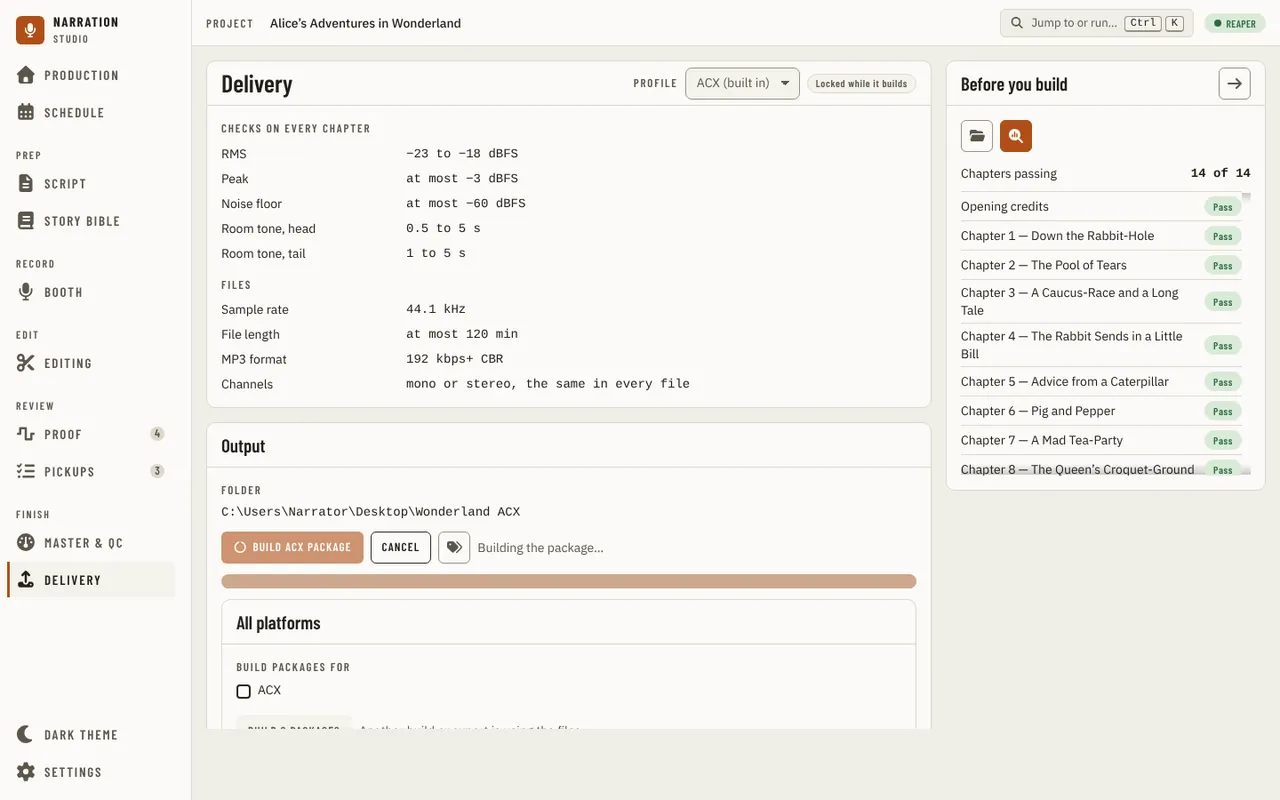 NARRATION
STUDIO
PRODUCTION
SCHEDULE
PREP
SCRIPT
STORY BIBLE
RECORD
BOOTH
EDIT
EDITING
REVIEW
PROOF 4
PICKUPS 3
FINISH
MASTER & QC
DELIVERY
DARK THEME
SETTINGS
PROJECT Alice’s Adventures in Wonderland
Jump to or run… Ctrl K
REAPER
Delivery
PROFILE ACX (built in) Locked while it builds
CHECKS ON EVERY CHAPTER
RMS −23 to −18 dBFS
Peak at most −3 dBFS
Noise floor at most −60 dBFS
Room tone, head 0.5 to 5 s
Room tone, tail 1 to 5 s
FILES
Sample rate 44.1 kHz
File length at most 120 min
MP3 format 192 kbps+ CBR
Channels mono or stereo, the same in every file
Output
FOLDER
C:\Users\Narrator\Desktop\Wonderland ACX
BUILD ACX PACKAGE CANCEL Building the package…
All platforms
BUILD PACKAGES FOR
ACX
Before you build
Chapters passing 14 of 14
Opening credits Pass
Chapter 1 — Down the Rabbit-Hole Pass
Chapter 2 — The Pool of Tears Pass
Chapter 3 — A Caucus-Race and a Long
Tale Pass
Chapter 4 — The Rabbit Sends in a Little
Bill Pass
Chapter 5 — Advice from a Caterpillar Pass
Chapter 6 — Pig and Pepper Pass
Chapter 7 — A Mad Tea-Party Pass
Chapter 8 — The Queen’s Croquet-Ground Pass